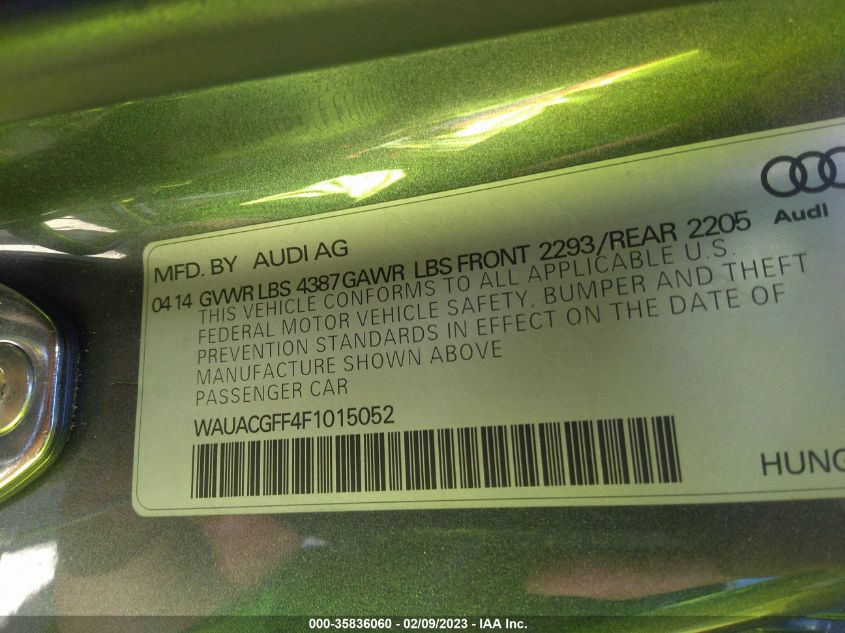 Audi
MFD. BY AUDI AG
04 14 GVWR LBS 4387 GAWR LBS FRONT 2293/REAR 2205
THIS VEHICLE CONFORMS TO ALL APPLICABLE U.S.
FEDERAL MOTOR VEHICLE SAFETY, BUMPER AND THEFT
PREVENTION STANDARDS IN EFFECT ON THE DATE OF
MANUFACTURE SHOWN ABOVE
PASSENGER CAR
WAUACGFF4F1015052
HUNG
000-35836060 - 02/09/2023 - IAA Inc.